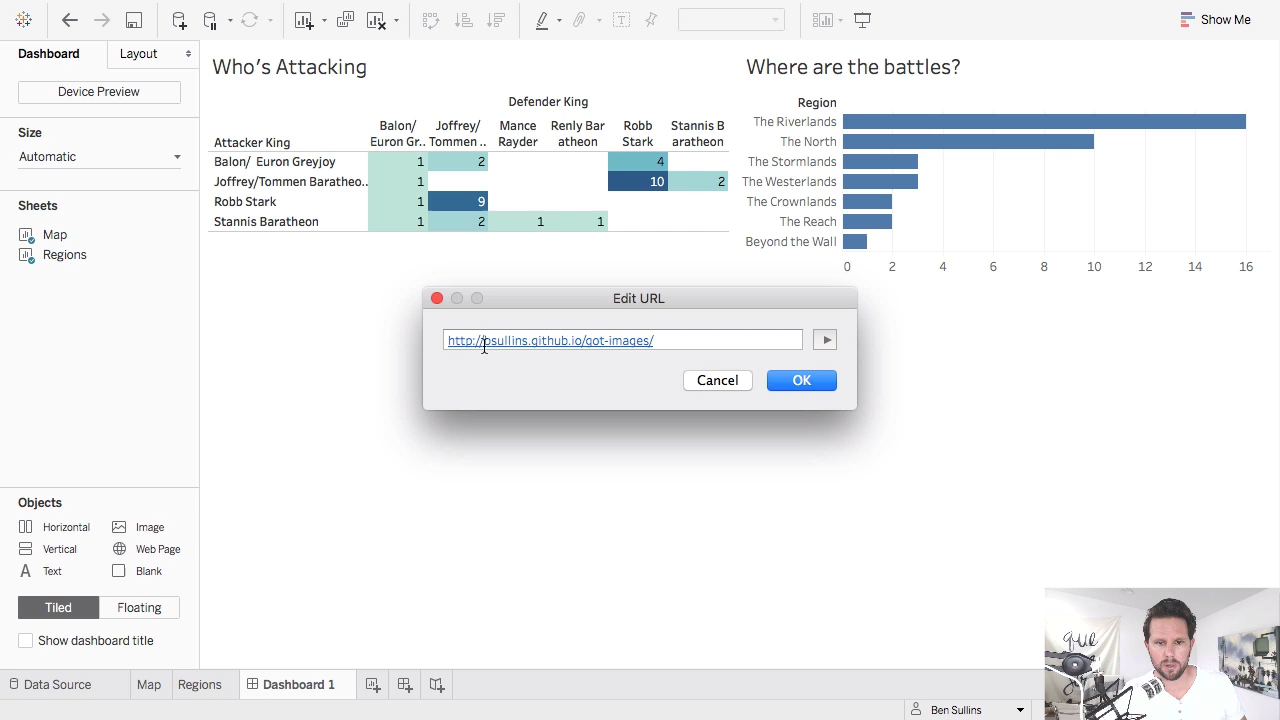 Show Me
Dashboard
Layout
Device Preview
Size
Automatic
Sheets
Map
Regions
Objects
Horizontal
Image
Vertical
Web Page
Text
Blank
Tiled
Floating
Show dashboard title
Who's Attacking
Defender King
Attacker King
Balon/
Euron Gr..
Joffrey/
Tommen ..
Mance
Rayder
Renly Bar
atheon
Robb
Stark
Stannis B
aratheon
Balon/ Euron Greyjoy 1 2 4
Joffrey/Tommen Baratheo.. 1 10 2
Robb Stark 1 9
Stannis Baratheon 1 2 1 1
Where are the battles?
Region
The Riverlands
The North
The Stormlands
The Westerlands
The Crownlands
The Reach
Beyond the Wall
0 2 4 6 8 10 12 14 16
Edit URL
http://bsullins.github.io/got-images/
Cancel
OK
que
Data Source
Map
Regions
Dashboard 1
Ben Sullins